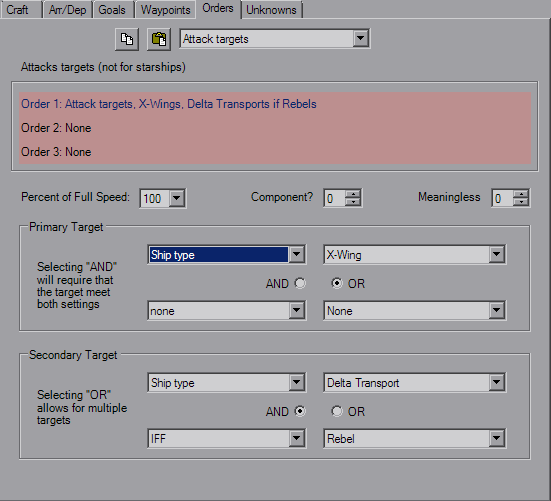 Craft Arr/Dep Goals Waypoints Orders Unknowns
Attack targets
Attacks targets (not for starships)
Order 1: Attack targets, X-Wings, Delta Transports if Rebels
Order 2: None
Order 3: None
Percent of Full Speed: 100 Component? 0 Meaningless 0
Primary Target
Ship type X-Wing
Selecting "AND"
will require that
the target meet
both settings
AND OR
none None
Secondary Target
Ship type Delta Transport
Selecting "OR"
allows for multiple
targets
AND OR
IFF Rebel